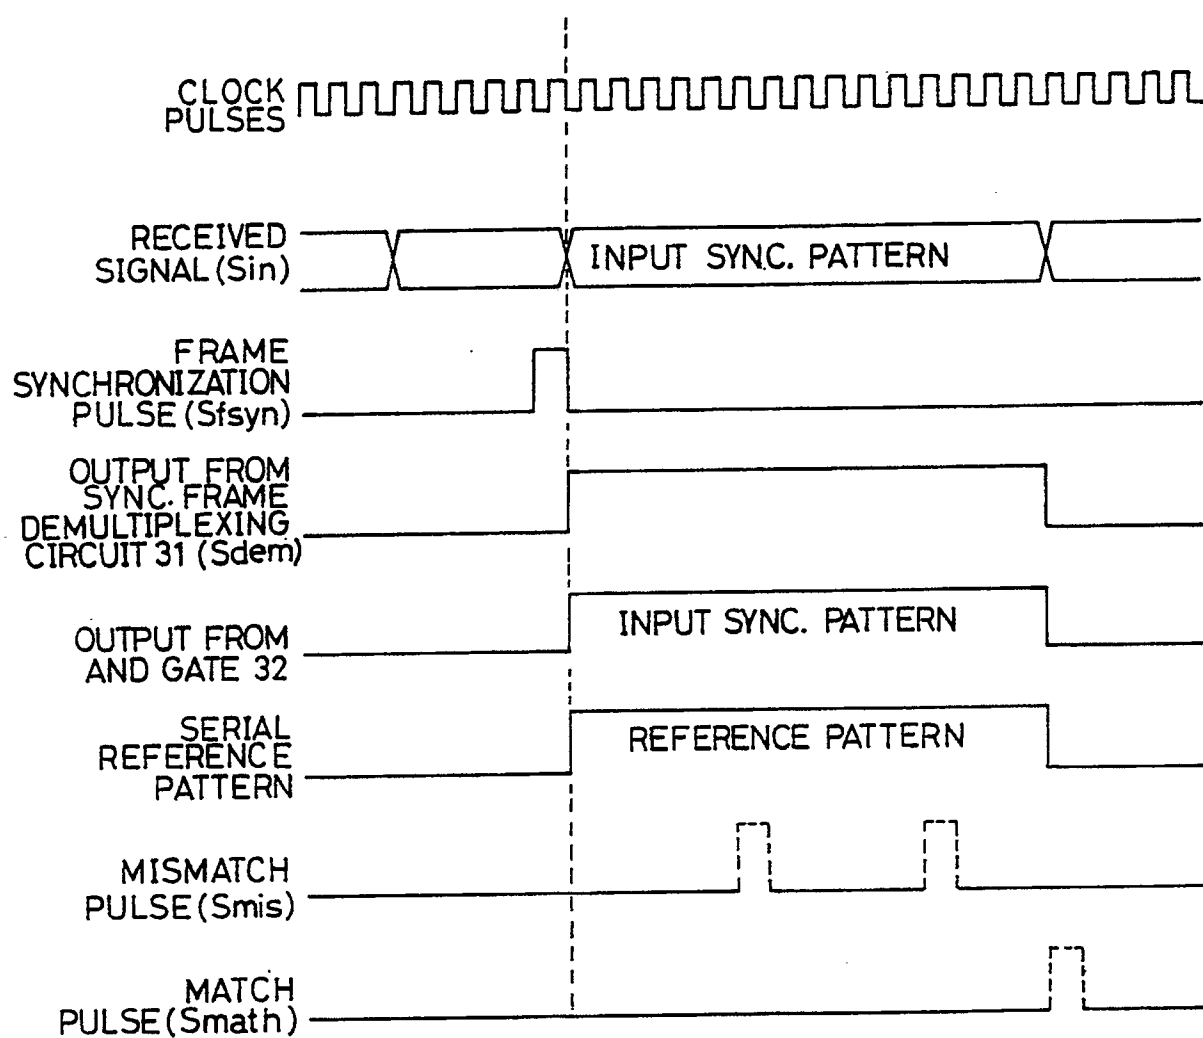 CLOCK
PULSES
RECEIVED
SIGNAL (Sin)
INPUT SYN.C. PATTERN
FRAME
SYNCHRONIZATION
PULSE (Sfsyn)
OUTPUT FROM
SYNC. FRAME
DEMULTIPLEXING
CIRCUIT 31 (Sdem)
OUTPUT FROM
AND GATE 32
INPUT SYNC. PATTERN
SERIAL
REFERENCE
PATTERN
REFERENCE PATTERN
MISMATCH
PULSE (Smis)
MATCH
PULSE (Smath)